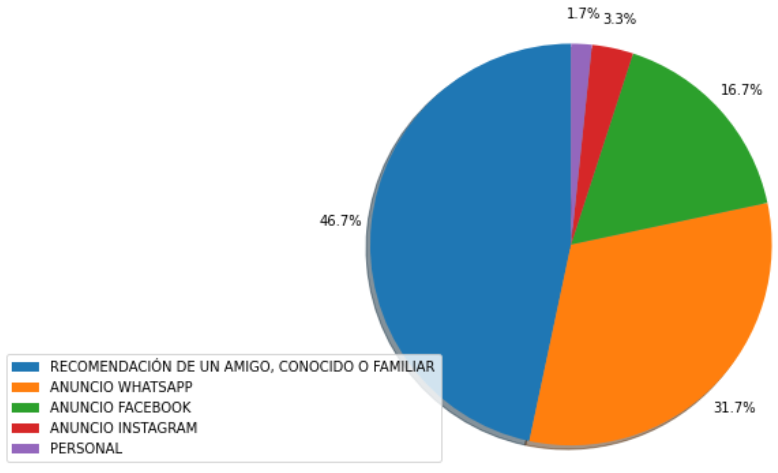 1.7%
3.3%
16.7%
46.7%
31.7%
RECOMENDACIÓN DE UN AMIGO, CONOCIDO O FAMILIAR
ANUNCIO WHATSAPP
ANUNCIO FACEBOOK
ANUNCIO INSTAGRAM
PERSONAL